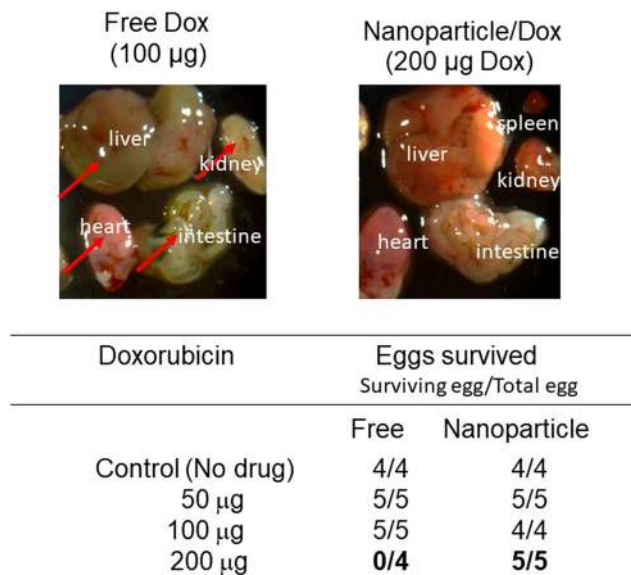 Free Dox
(100 µg)
Nanoparticle/Dox
(200 µg Dox)
liver
kidney
heart
intestine
spleen
liver
kidney
heart
intestine
Doxorubicin Eggs survived
Surviving egg/Total egg
Free Nanoparticle
Control (No drug) 4/4 4/4
50 µg 5/5 5/5
100 µg 5/5 4/4
200 µg 0/4 5/5